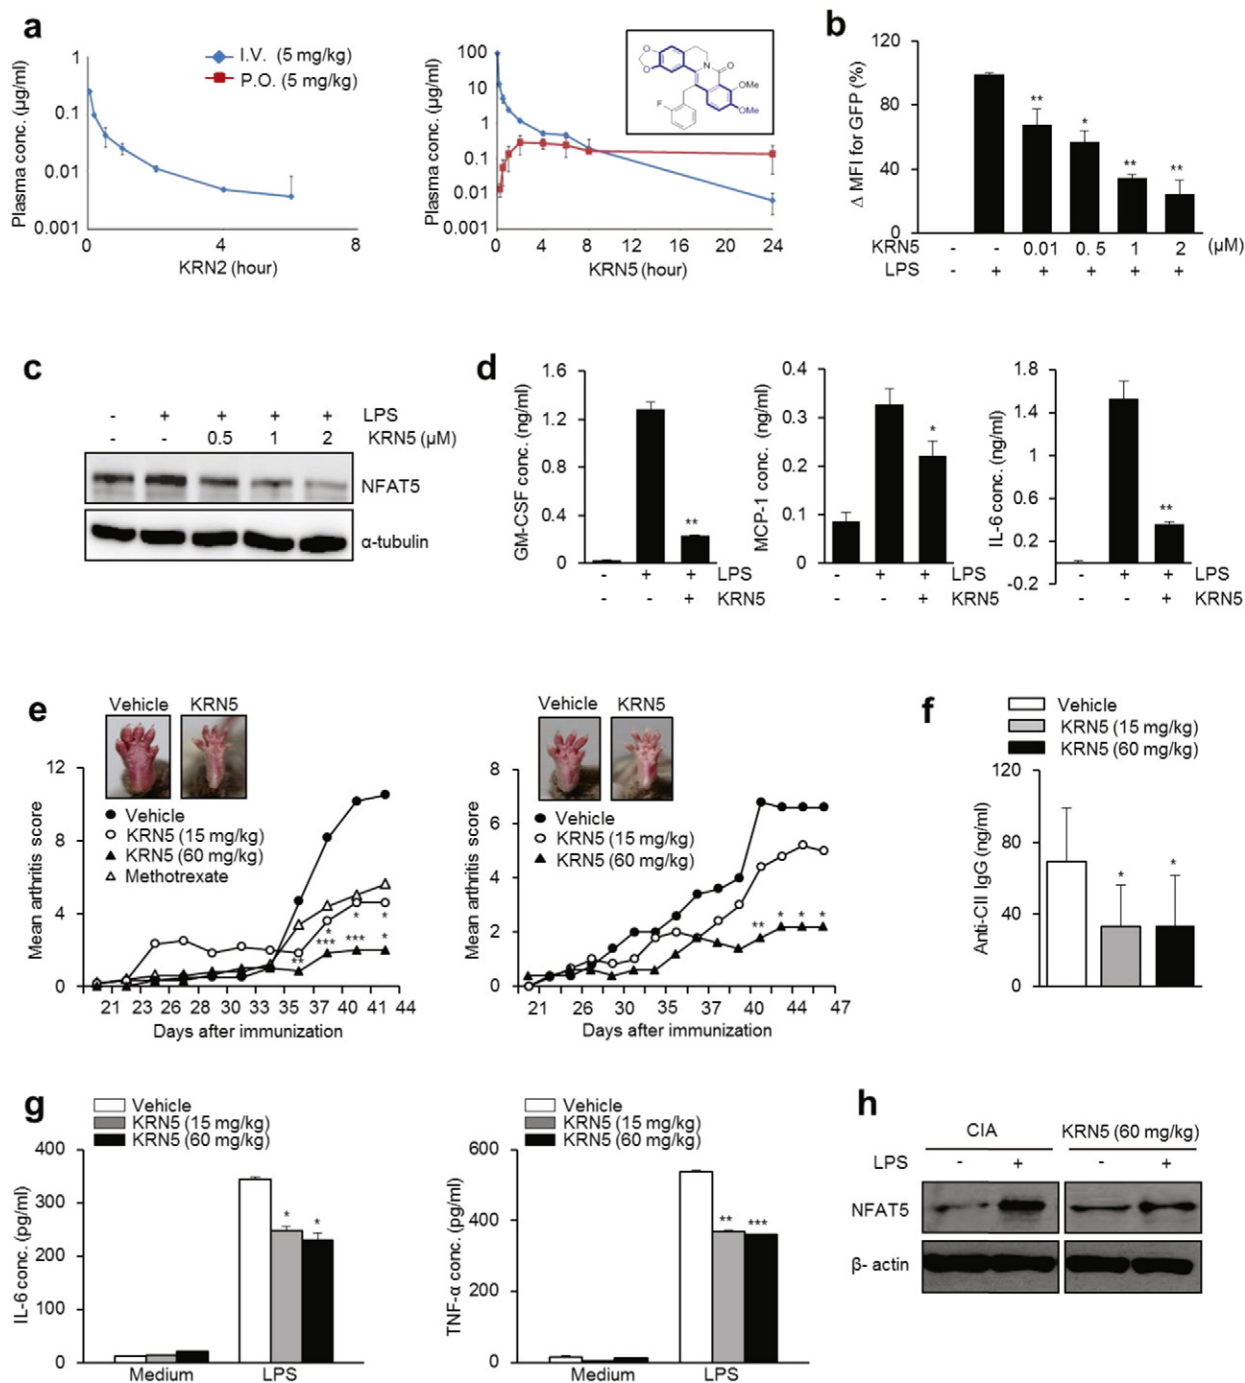 a
I.V. (5 mg/kg)
P.O. (5 mg/kg)
Plasma conc. (µg/ml)
1
0.1
0.01
0.001
0
4
8
KRN2 (hour)
Plasma conc. (µg/ml)
100
10
1
0.1
0.01
0.001
0 4 8 12 16 20 24
KRN5 (hour)
O
O
N
O
OMe
OMe
F
b
Δ MFI for GFP (%)
120
80
40
0
** * ** **
KRN5 - - 0.01 0. 5 1 2 (µM)
LPS - + + + + +
c
- + + + + LPS
- - 0.5 1 2 KRN5 (µM)
NFAT5
α-tubulin
d
GM-CSF conc. (ng/ml)
1.6
1.2
0.8
0.4
0
**
- + + LPS
- - + KRN5
MCP-1 conc. (ng/ml)
0.4
0.3
0.2
0.1
0
*
- + + LPS
- - + KRN5
IL-6 conc. (ng/ml)
1.8
1.4
1
0.6
0.2
-0.2
**
- + + LPS
- - + KRN5
e
Vehicle KRN5
Mean arthritis score
12
8
4
0
Vehicle
KRN5 (15 mg/kg)
KRN5 (60 mg/kg)
Methotrexate
* *
*
** *** *** *
21 23 26 28 30 33 35 37 40 42 44
Days after immunization
Vehicle KRN5
Mean arthritis score
8
6
4
2
0
Vehicle
KRN5 (15 mg/kg)
KRN5 (60 mg/kg)
** * * *
21 26 30 33 37 40 44 47
Days after immunization
f
Vehicle
KRN5 (15 mg/kg)
KRN5 (60 mg/kg)
Anti-CII IgG (ng/ml)
120
80
40
0
* *
g
Vehicle
KRN5 (15 mg/kg)
KRN5 (60 mg/kg)
IL-6 conc. (pg/ml)
400
300
200
100
0
* *
Medium LPS
Vehicle
KRN5 (15 mg/kg)
KRN5 (60 mg/kg)
TNF-α conc. (pg/ml)
600
400
200
0
** ***
Medium LPS
h
CIA KRN5 (60 mg/kg)
LPS - + - +
NFAT5
β- actin